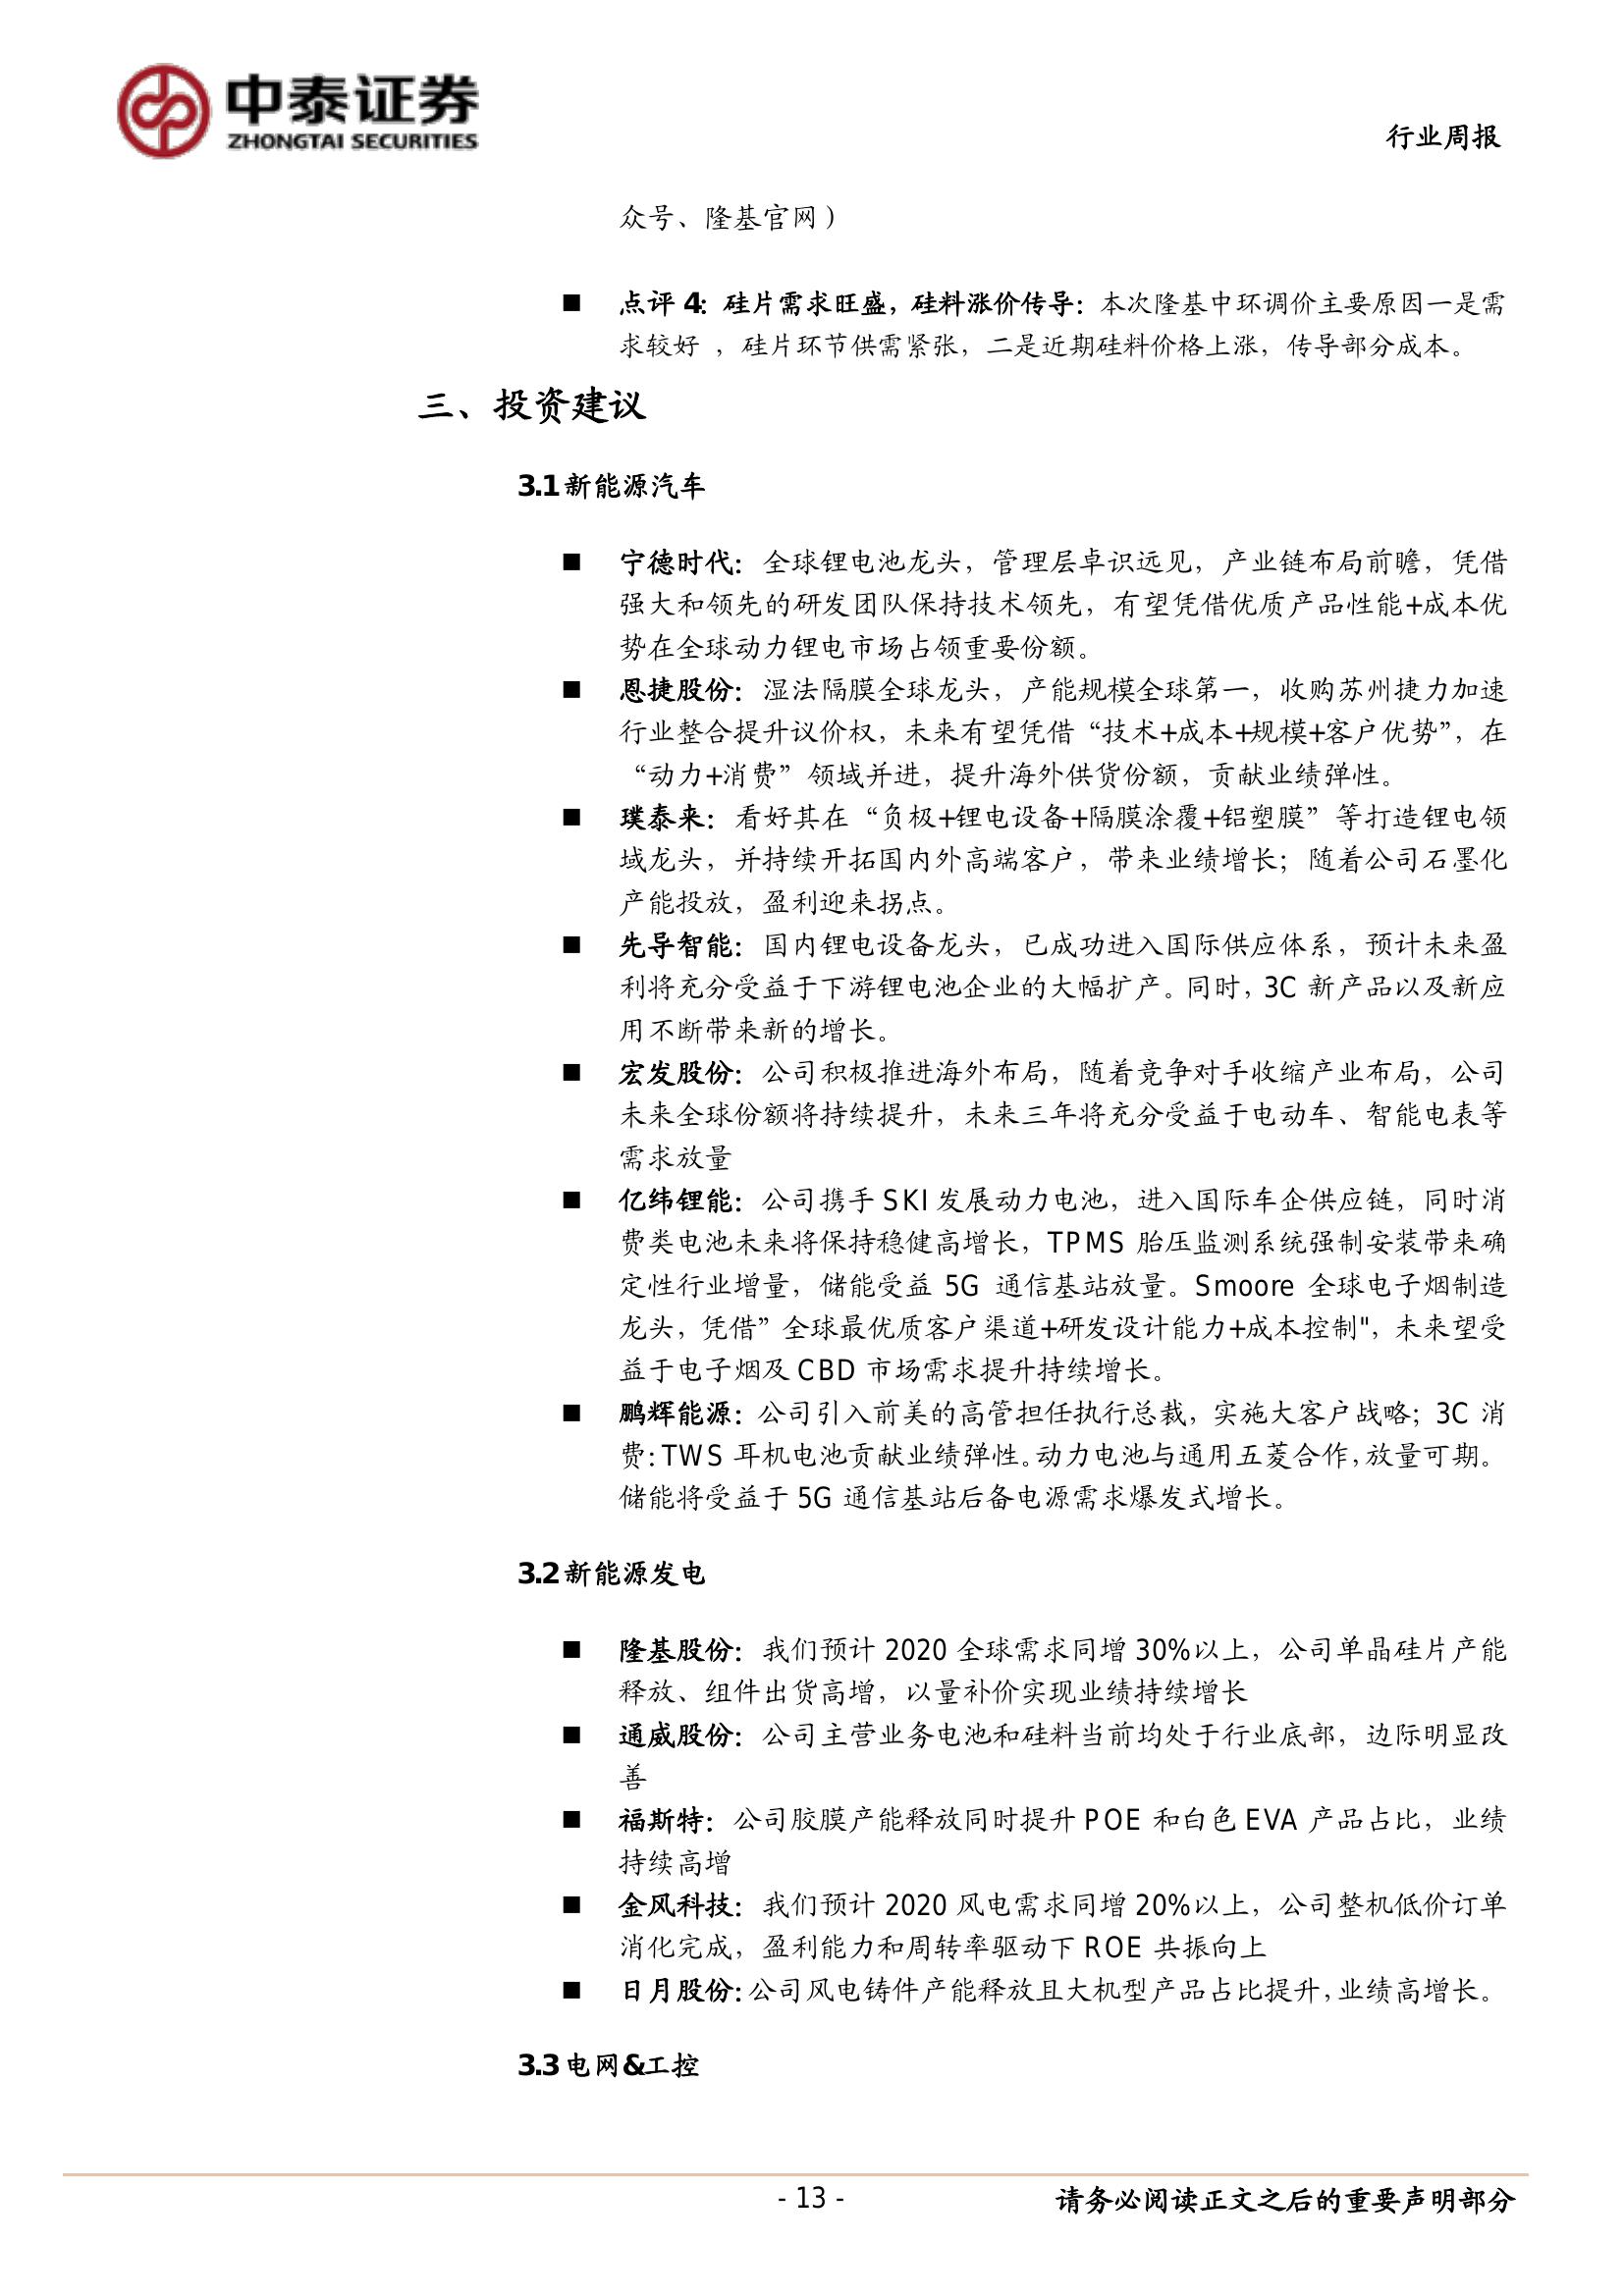 中泰证券
ZHONGTAI SECURITIES
行业周报
众号、隆基官网）
■ 点评 4：硅片需求旺盛，硅料涨价传导：本次隆基中环调价主要原因一是需
求较好 ，硅片环节供需紧张，二是近期硅料价格上涨，传导部分成本。
三、投资建议
3.1 新能源汽车
■ 宁德时代：全球锂电池龙头，管理层卓识远见，产业链布局前瞻，凭借
强大和领先的研发团队保持技术领先，有望凭借优质产品性能+成本优
势在全球动力锂电市场占领重要份额。
■ 恩捷股份：湿法隔膜全球龙头，产能规模全球第一，收购苏州捷力加速
行业整合提升议价权，未来有望凭借“技术+成本+规模+客户优势”，在
“动力+消费”领域并进，提升海外供货份额，贡献业绩弹性。
■ 璞泰来：看好其在“负极+锂电设备+隔膜涂覆+铝塑膜”等打造锂电领
域龙头，并持续开拓国内外高端客户，带来业绩增长；随着公司石墨化
产能投放，盈利迎来拐点。
■ 先导智能：国内锂电设备龙头，已成功进入国际供应体系，预计未来盈
利将充分受益于下游锂电池企业的大幅扩产。同时，3C 新产品以及新应
用不断带来新的增长。
■ 宏发股份：公司积极推进海外布局，随着竞争对手收缩产业布局，公司
未来全球份额将持续提升，未来三年将充分受益于电动车、智能电表等
需求放量
■ 亿纬锂能：公司携手 SKI 发展动力电池，进入国际车企供应链，同时消
费类电池未来将保持稳健高增长，TPMS 胎压监测系统强制安装带来确
定性行业增量，储能受益 5G 通信基站放量。Smoore 全球电子烟制造
龙头，凭借”全球最优质客户渠道+研发设计能力+成本控制"，未来望受
益于电子烟及 CBD 市场需求提升持续增长。
■ 鹏辉能源：公司引入前美的高管担任执行总裁，实施大客户战略；3C 消
费：TWS 耳机电池贡献业绩弹性。动力电池与通用五菱合作，放量可期。
储能将受益于 5G 通信基站后备电源需求爆发式增长。
3.2 新能源发电
■ 隆基股份：我们预计 2020 全球需求同增 30%以上，公司单晶硅片产能
释放、组件出货高增，以量补价实现业绩持续增长
■ 通威股份：公司主营业务电池和硅料当前均处于行业底部，边际明显改
善
■ 福斯特：公司胶膜产能释放同时提升 POE 和白色 EVA 产品占比，业绩
持续高增
■ 金风科技：我们预计 2020 风电需求同增 20%以上，公司整机低价订单
消化完成，盈利能力和周转率驱动下 ROE 共振向上
■ 日月股份：公司风电铸件产能释放且大机型产品占比提升，业绩高增长。
3.3 电网&工控
- 13 -
请务必阅读正文之后的重要声明部分